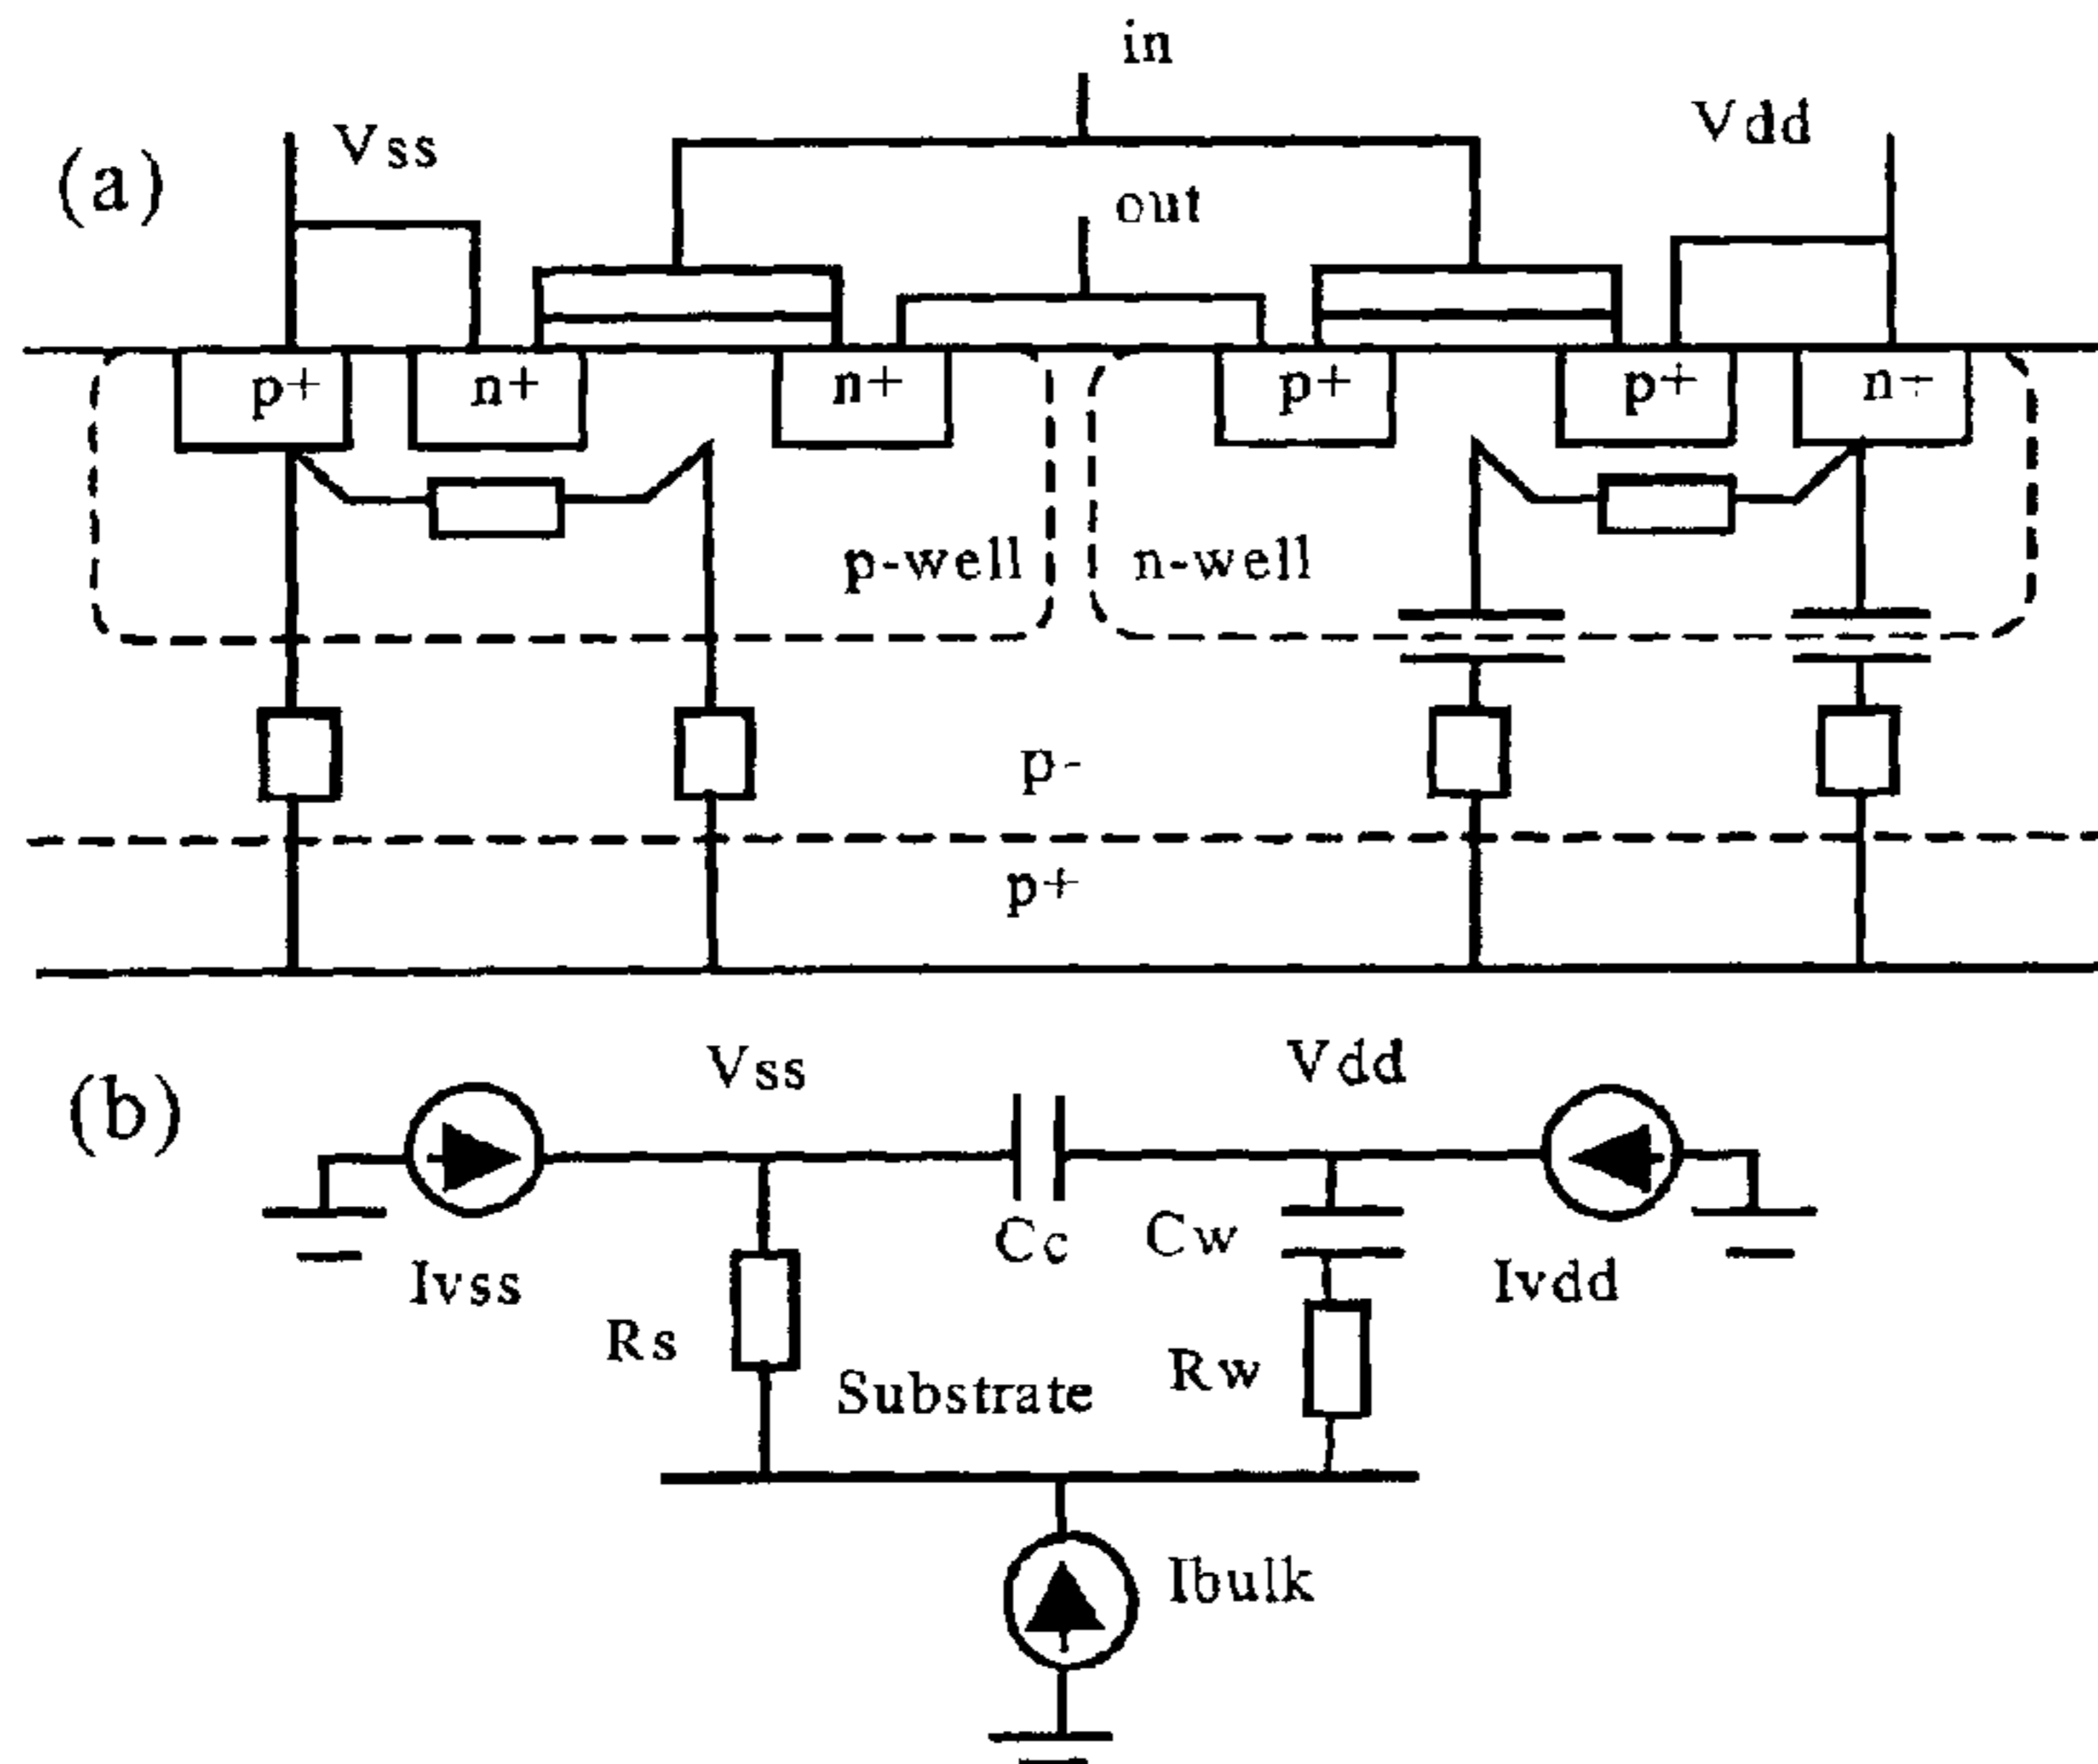 in
Vss
Vdd
(a)
out
p+ n+ n+ p+ p+ n+
p-well n-well
p-
p+
Vss Vdd
(b)
Cc Cw
Ivss Ivdd
Rs Rw
Substrate
Ibulk